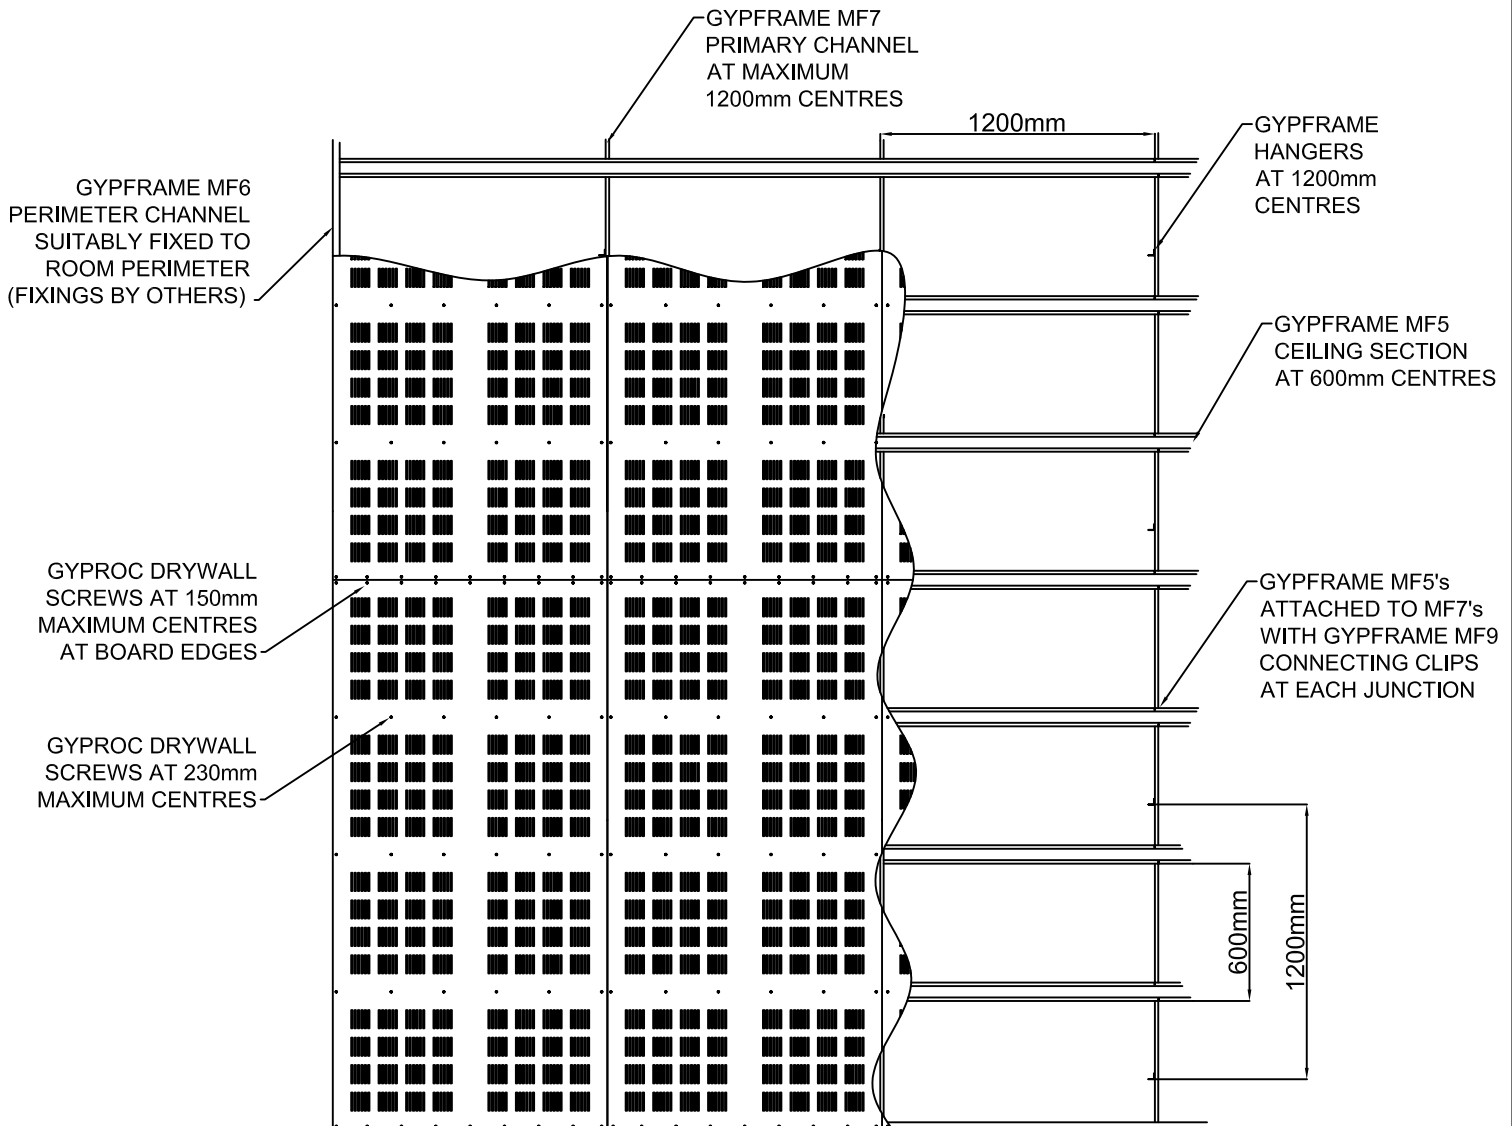 GYPFRAME MF7
PRIMARY CHANNEL
AT MAXIMUM
1200mm CENTRES
1200mm
GYPFRAME
HANGERS
AT 1200mm
CENTRES
GYPFRAME MF6
PERIMETER CHANNEL
SUITABLY FIXED TO
ROOM PERIMETER
(FIXINGS BY OTHERS)
GYPFRAME MF5
CEILING SECTION
AT 600mm CENTRES
GYPROC DRYWALL
SCREWS AT 150mm
MAXIMUM CENTRES
AT BOARD EDGES
GYPFRAME MF5's
ATTACHED TO MF7's
WITH GYPFRAME MF9
CONNECTING CLIPS
AT EACH JUNCTION
GYPROC DRYWALL
SCREWS AT 230mm
MAXIMUM CENTRES
600mm
1200mm